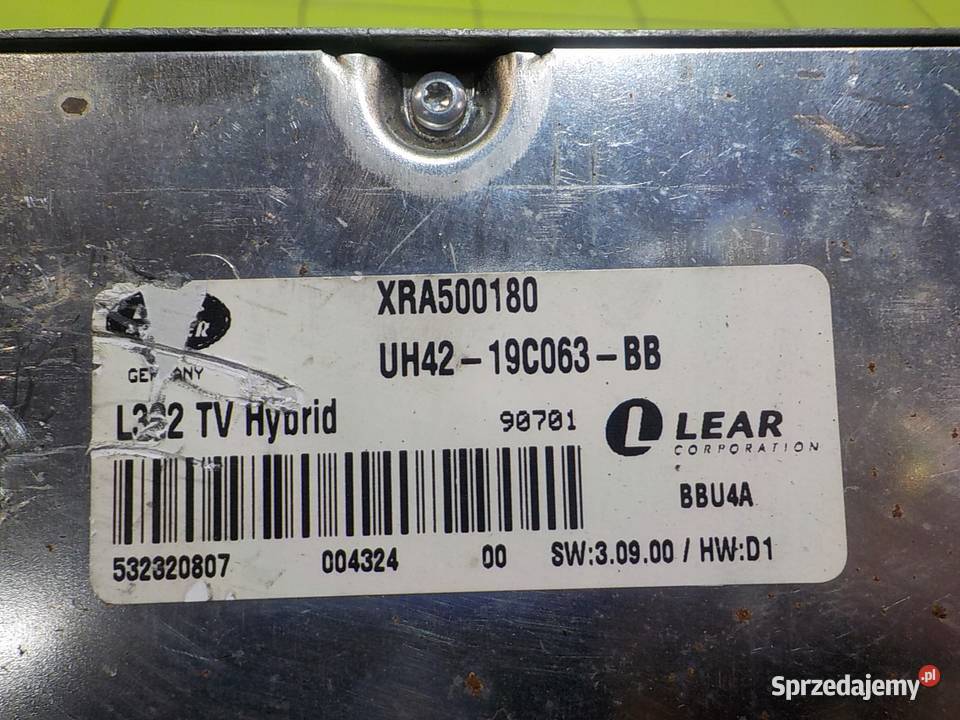 XRA500180
UH42-19C063-BB
L322 TV Hybrid
90701
LEAR
CORPORATION
BBU4A
532320807 004324 00 SW:3.09.00 / HW:D1
Sprzedajemy.pl